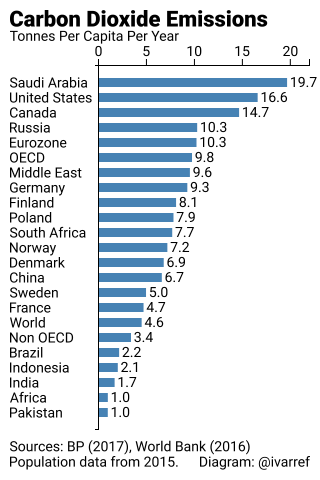 Carbon Dioxide Emissions
Tonnes Per Capita Per Year
0 5 10 15 20
Saudi Arabia 19.7
United States 16.6
Canada 14.7
Russia 10.3
Eurozone 10.3
OECD 9.8
Middle East 9.6
Germany 9.3
Finland 8.1
Poland 7.9
South Africa 7.7
Norway 7.2
Denmark 6.9
China 6.7
Sweden 5.0
France 4.7
World 4.6
Non OECD 3.4
Brazil 2.2
Indonesia 2.1
India 1.7
Africa 1.0
Pakistan 1.0
Sources: BP (2017), World Bank (2016)
Population data from 2015. Diagram: @ivarref